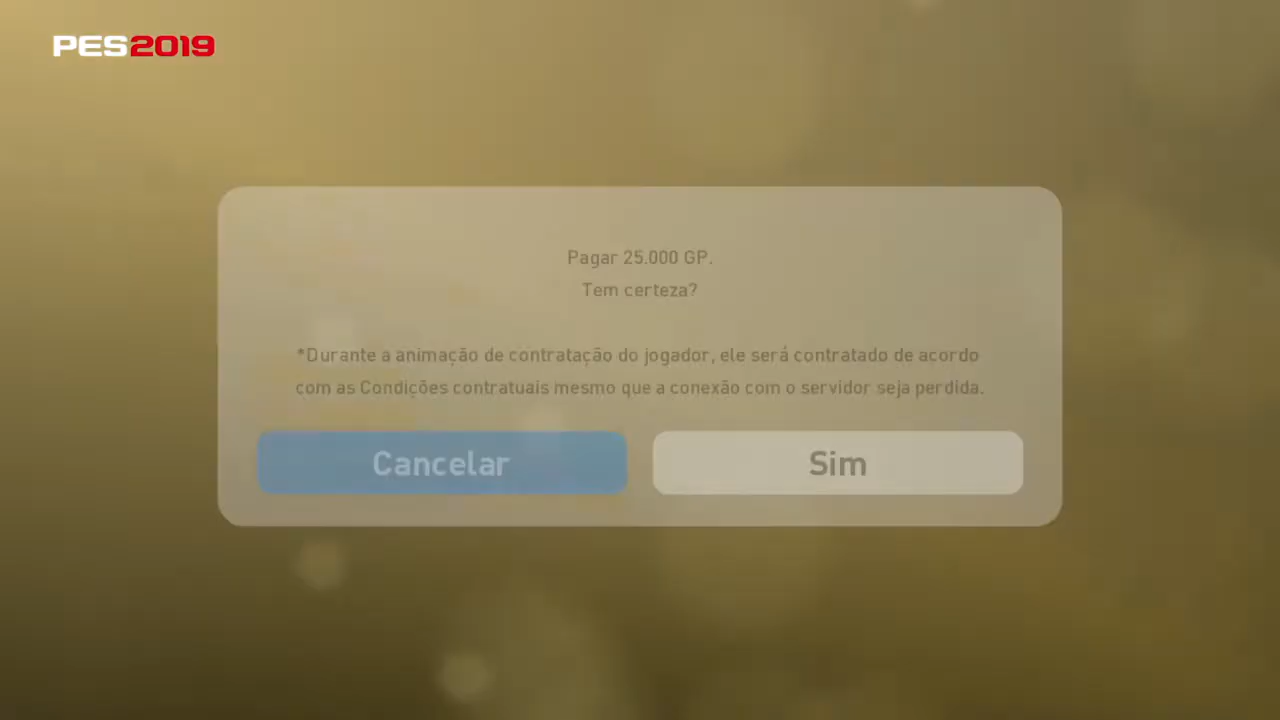 PES2019
Pagar 25.000 GP.
Tem certeza?
*Durante a animação de contratação do jogador, ele será contratado de acordo
com as Condições contratuais mesmo que a conexão com o servidor seja perdida.
Cancelar
Sim